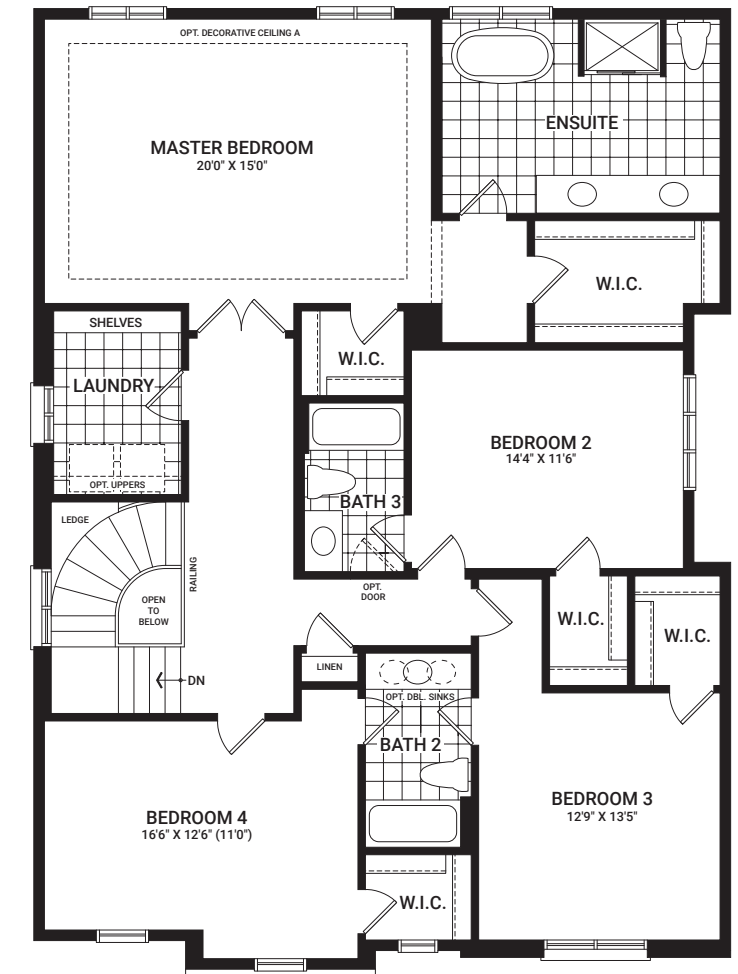 OPT. DECORATIVE CEILING A
MASTER BEDROOM
20'0" X 15'0"
ENSUITE
W.I.C.
SHELVES
LAUNDRY
OPT. UPPERS
W.I.C.
BEDROOM 2
14'4" X 11'6"
BATH 3
LEDGE
RAILING
OPEN
TO
BELOW
OPT.
DOOR
W.I.C.
W.I.C.
LINEN
DN
OPT. DBL. SINKS
BATH 2
BEDROOM 4
16'6" X 12'6" (11'0")
BEDROOM 3
12'9" X 13'5"
W.I.C.